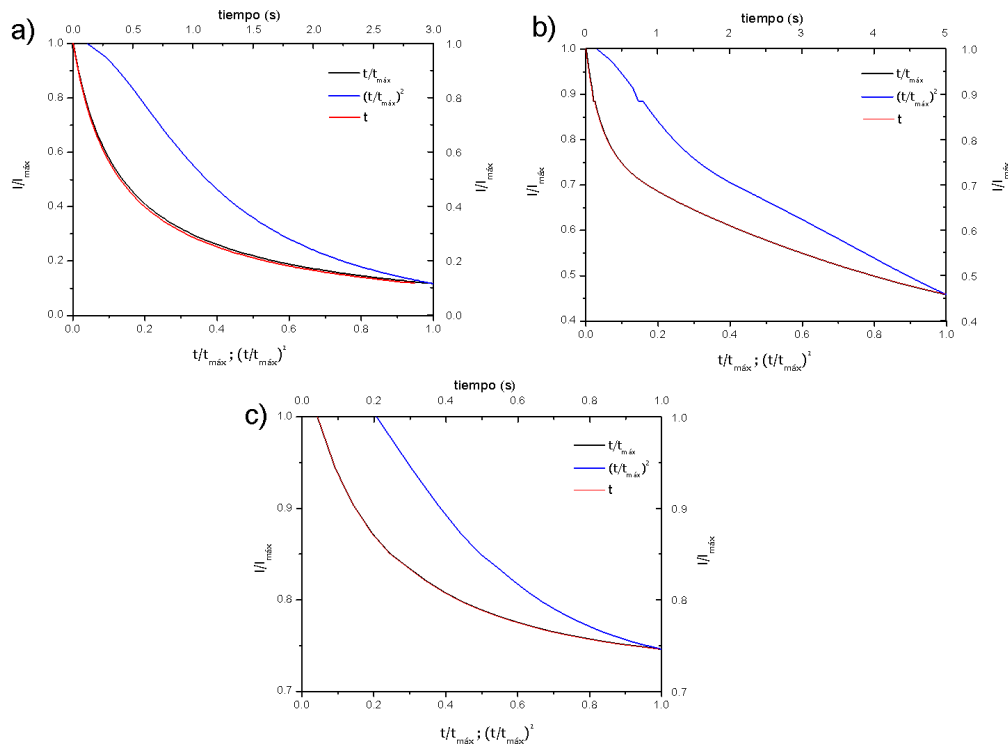 a)
tiempo (s)
0.0 0.5 1.0 1.5 2.0 2.5 3.0
1.0 1.0
t/tmáx
(t/tmáx)²
t
0.8 0.8
0.6 0.6
I/Imáx I/Imáx
0.4 0.4
0.2 0.2
0.0 0.0
0.0 0.2 0.4 0.6 0.8 1.0
t/tmáx ; (t/tmáx)²
b)
tiempo (s)
0 1 2 3 4 5
1.0 1.0
t/tmáx
(t/tmáx)²
t
0.9 0.9
0.8 0.8
I/Imáx I/Imáx
0.7 0.7
0.6 0.6
0.5 0.5
0.4 0.4
0.0 0.2 0.4 0.6 0.8 1.0
t/tmáx ; (t/tmáx)²
c)
tiempo (s)
0.0 0.2 0.4 0.6 0.8 1.0
1.0 1.0
t/tmáx
(t/tmáx)²
t
0.9 0.9
I/Imáx I/Imáx
0.8 0.8
0.7 0.7
0.0 0.2 0.4 0.6 0.8 1.0
t/tmáx ; (t/tmáx)²